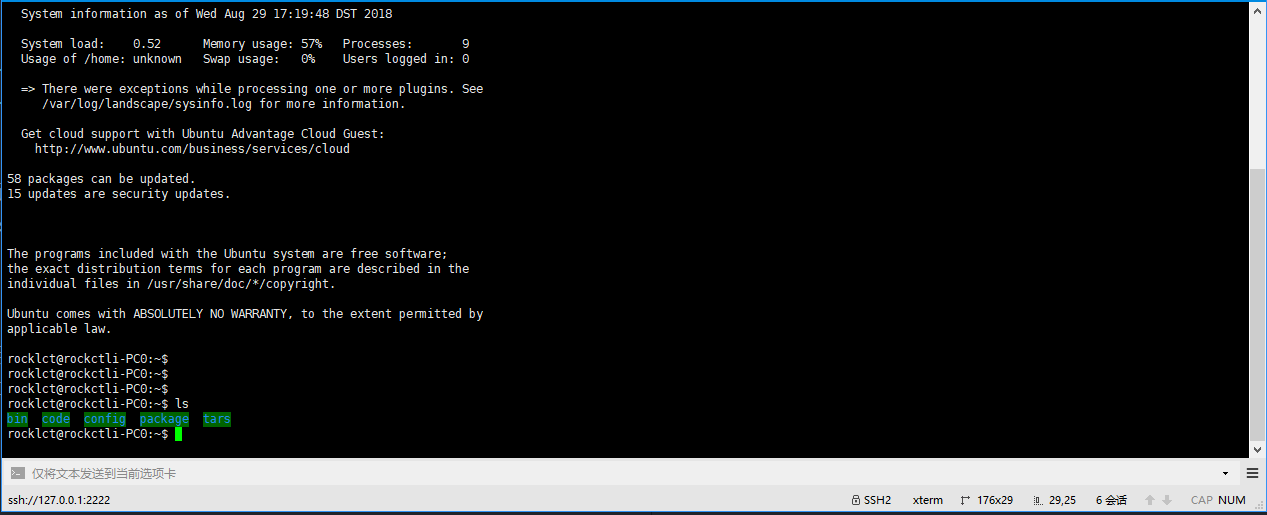 System information as of Wed Aug 29 17:19:48 DST 2018
System load:    0.52      Memory usage: 57%   Processes:       9
Usage of /home: unknown   Swap usage:   0%    Users logged in: 0
=> There were exceptions while processing one or more plugins. See
/var/log/landscape/sysinfo.log for more information.
Get cloud support with Ubuntu Advantage Cloud Guest:
http://www.ubuntu.com/business/services/cloud
58 packages can be updated.
15 updates are security updates.
The programs included with the Ubuntu system are free software;
the exact distribution terms for each program are described in the
individual files in /usr/share/doc/*/copyright.
Ubuntu comes with ABSOLUTELY NO WARRANTY, to the extent permitted by
applicable law.
rocklct@rockctli-PC0:~$
rocklct@rockctli-PC0:~$
rocklct@rockctli-PC0:~$
rocklct@rockctli-PC0:~$ ls
bin  code  config  package  tars
rocklct@rockctli-PC0:~$
仅将文本发送到当前选项卡
ssh://127.0.0.1:2222 SSH2 xterm 176x29 29,25 6 会话 CAP NUM